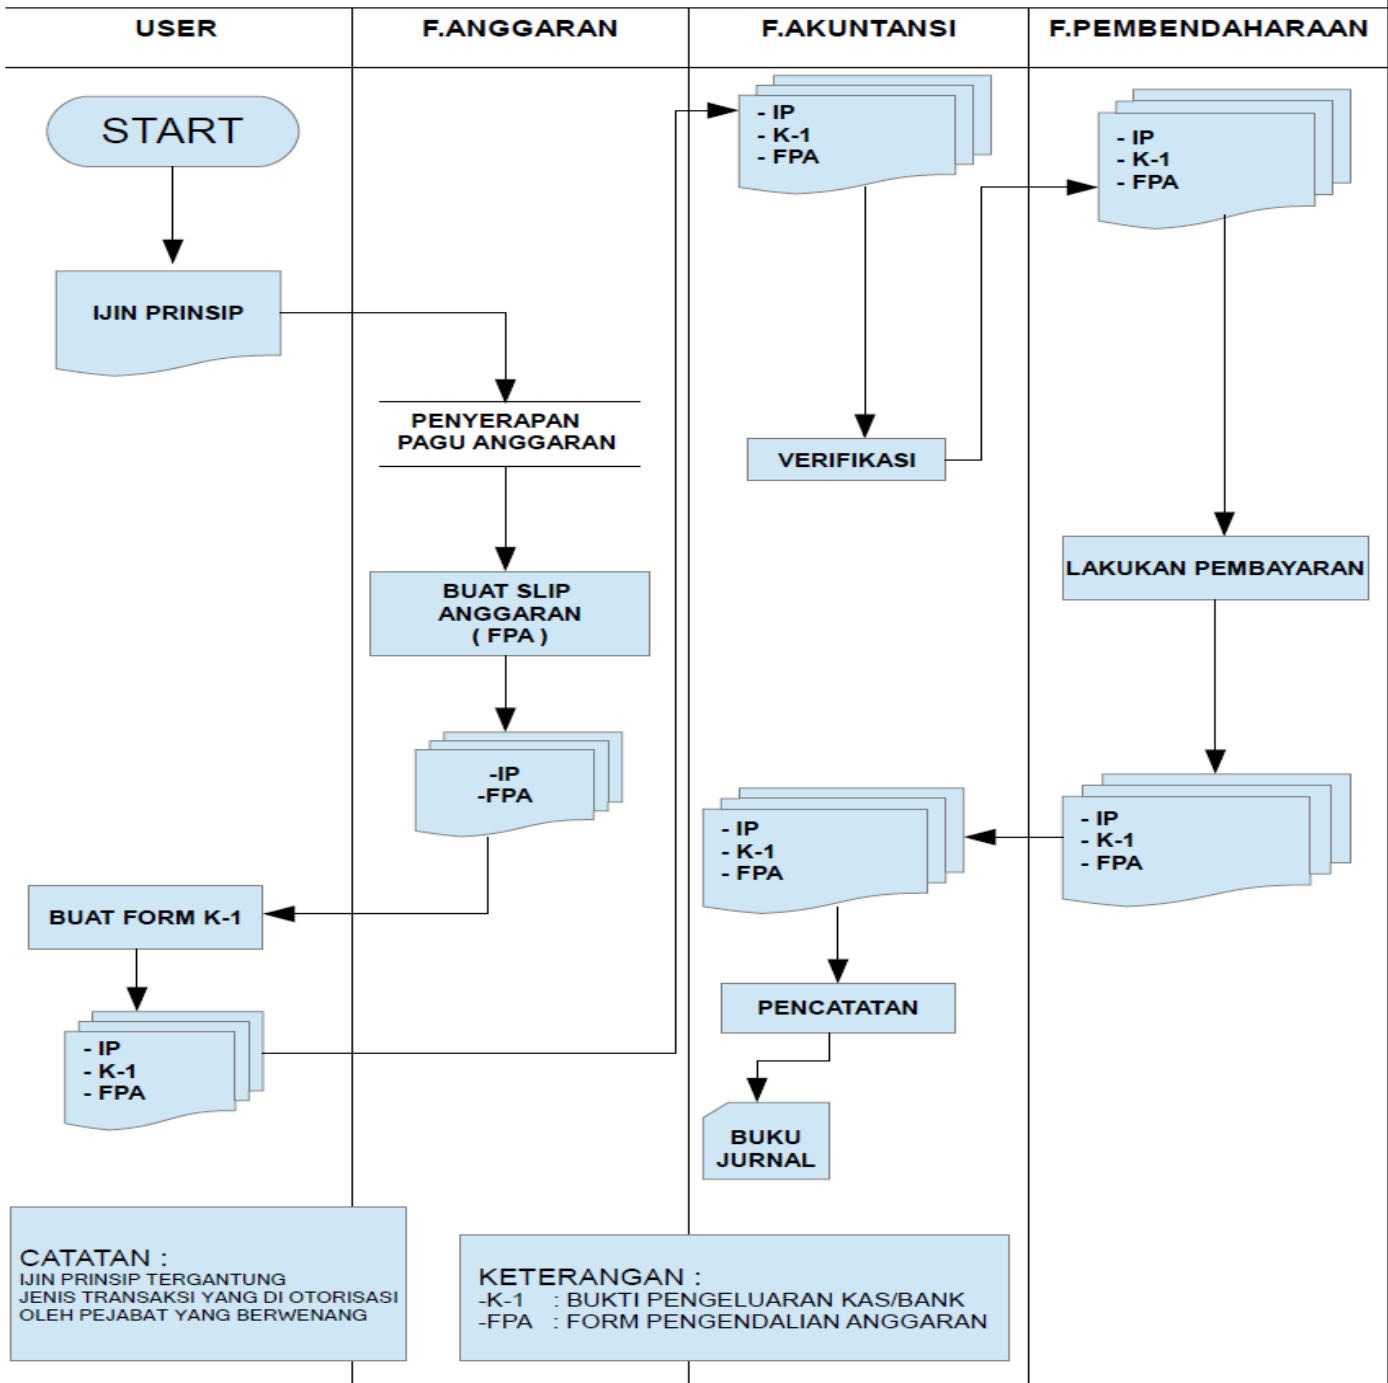 USER
F.ANGGARAN
F.AKUNTANSI
F.PEMBENDAHARAAN
START
IJIN PRINSIP
PENYERAPAN
PAGU ANGGARAN
BUAT SLIP
ANGGARAN
( FPA )
-IP
-FPA
BUAT FORM K-1
- IP
- K-1
- FPA
- IP
- K-1
- FPA
VERIFIKASI
- IP
- K-1
- FPA
LAKUKAN PEMBAYARAN
- IP
- K-1
- FPA
- IP
- K-1
- FPA
PENCATATAN
BUKU
JURNAL
CATATAN :
IJIN PRINSIP TERGANTUNG
JENIS TRANSAKSI YANG DI OTORISASI
OLEH PEJABAT YANG BERWENANG
KETERANGAN :
-K-1 : BUKTI PENGELUARAN KAS/BANK
-FPA : FORM PENGENDALIAN ANGGARAN